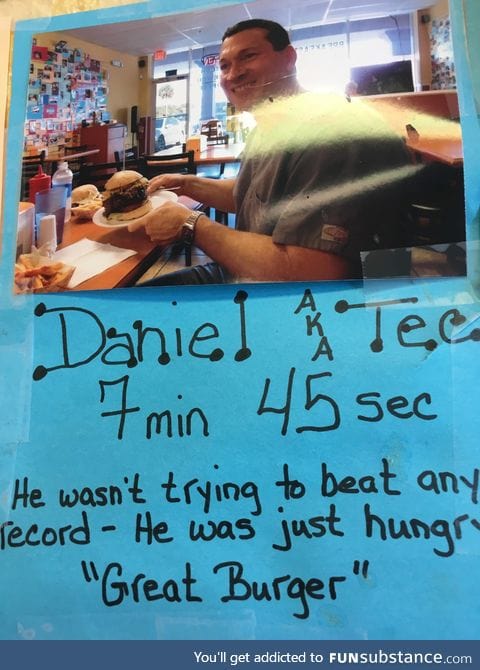 Daniel AKA Tec
7 min 45 sec
He wasn't trying to beat any
record - He was just hungr
"Great Burger"
You'll get addicted to FUNsubstance.com